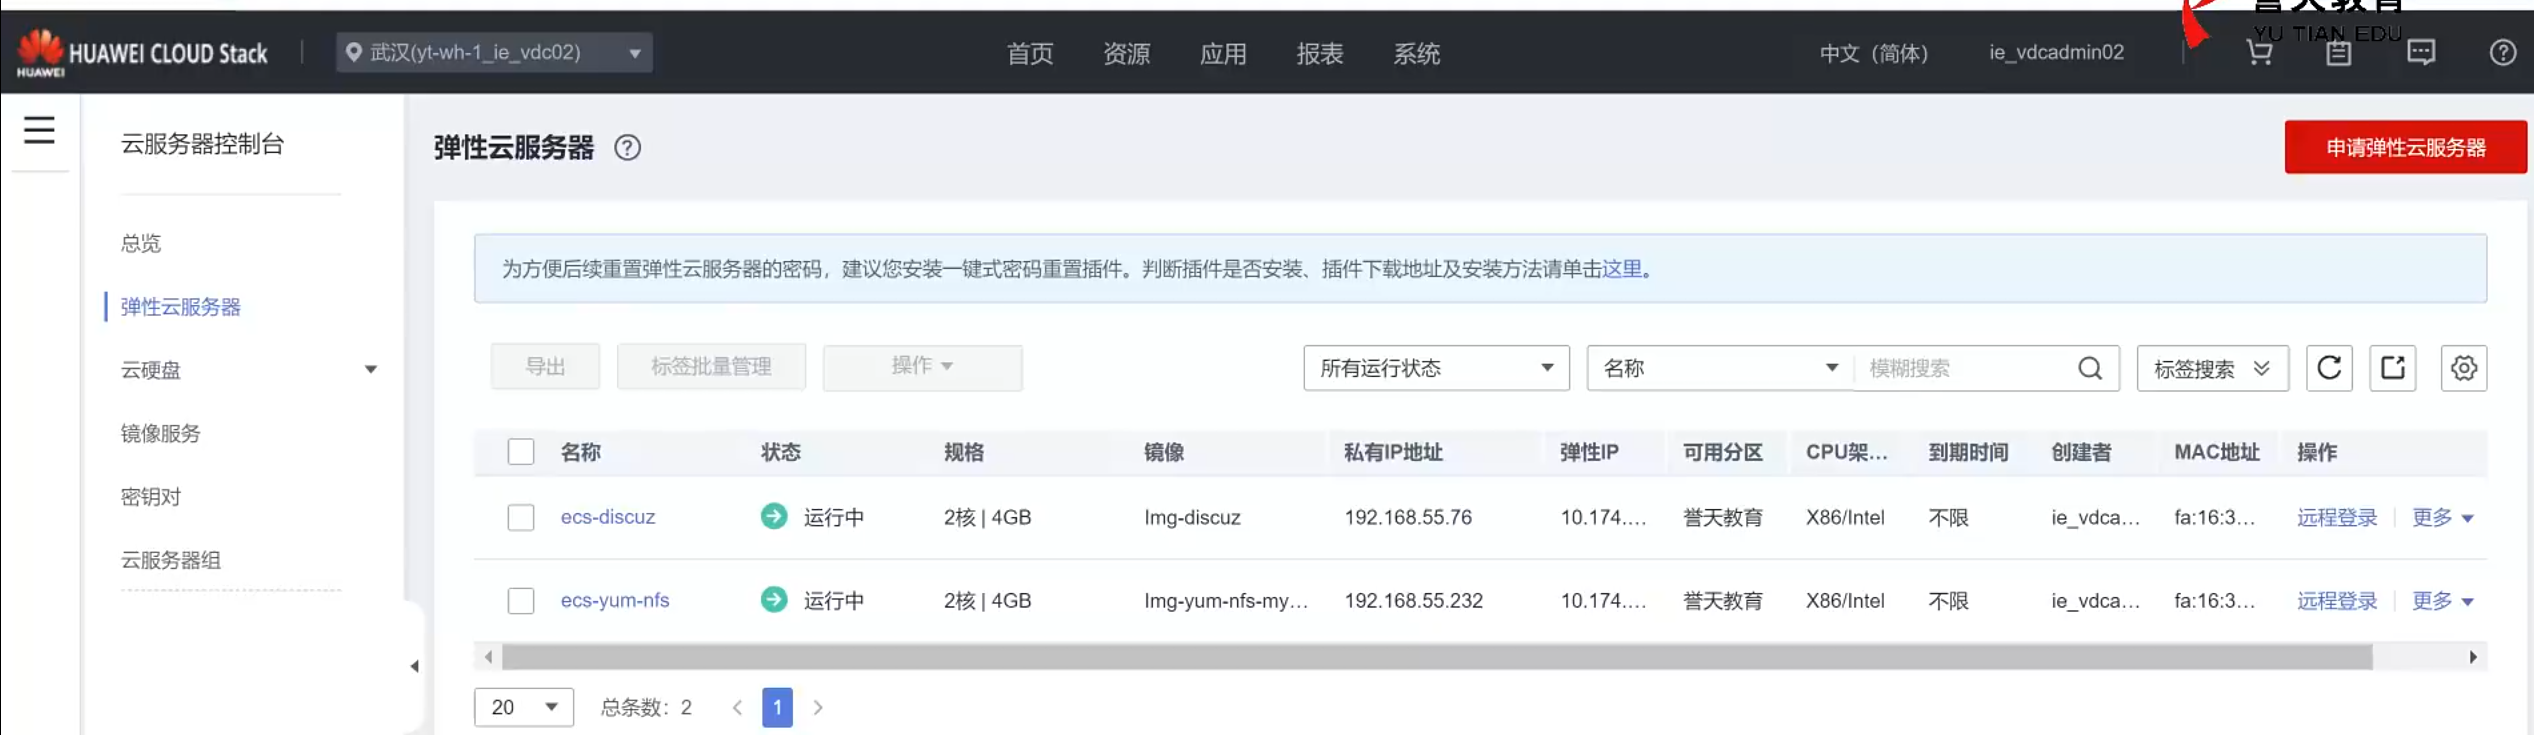 誉天教育
YU TIAN EDU
HUAWEI
HUAWEI CLOUD Stack
武汉(yt-wh-1_ie_vdc02)
首页 资源 应用 报表 系统
中文（简体） ie_vdcadmin02
云服务器控制台
总览
弹性云服务器
云硬盘
镜像服务
密钥对
云服务器组
弹性云服务器
申请弹性云服务器
为方便后续重置弹性云服务器的密码，建议您安装一键式密码重置插件。判断插件是否安装、插件下载地址及安装方法请单击这里。
导出 标签批量管理 操作 所有运行状态 名称 模糊搜索 标签搜索
名称 状态 规格 镜像 私有IP地址 弹性IP 可用分区 CPU架... 到期时间 创建者 MAC地址 操作
ecs-discuz 运行中 2核 | 4GB Img-discuz 192.168.55.76 10.174.... 誉天教育 X86/Intel 不限 ie_vdca... fa:16:3... 远程登录 更多
ecs-yum-nfs 运行中 2核 | 4GB Img-yum-nfs-my... 192.168.55.232 10.174.... 誉天教育 X86/Intel 不限 ie_vdca... fa:16:3... 远程登录 更多
20 总条数：2 < 1 >